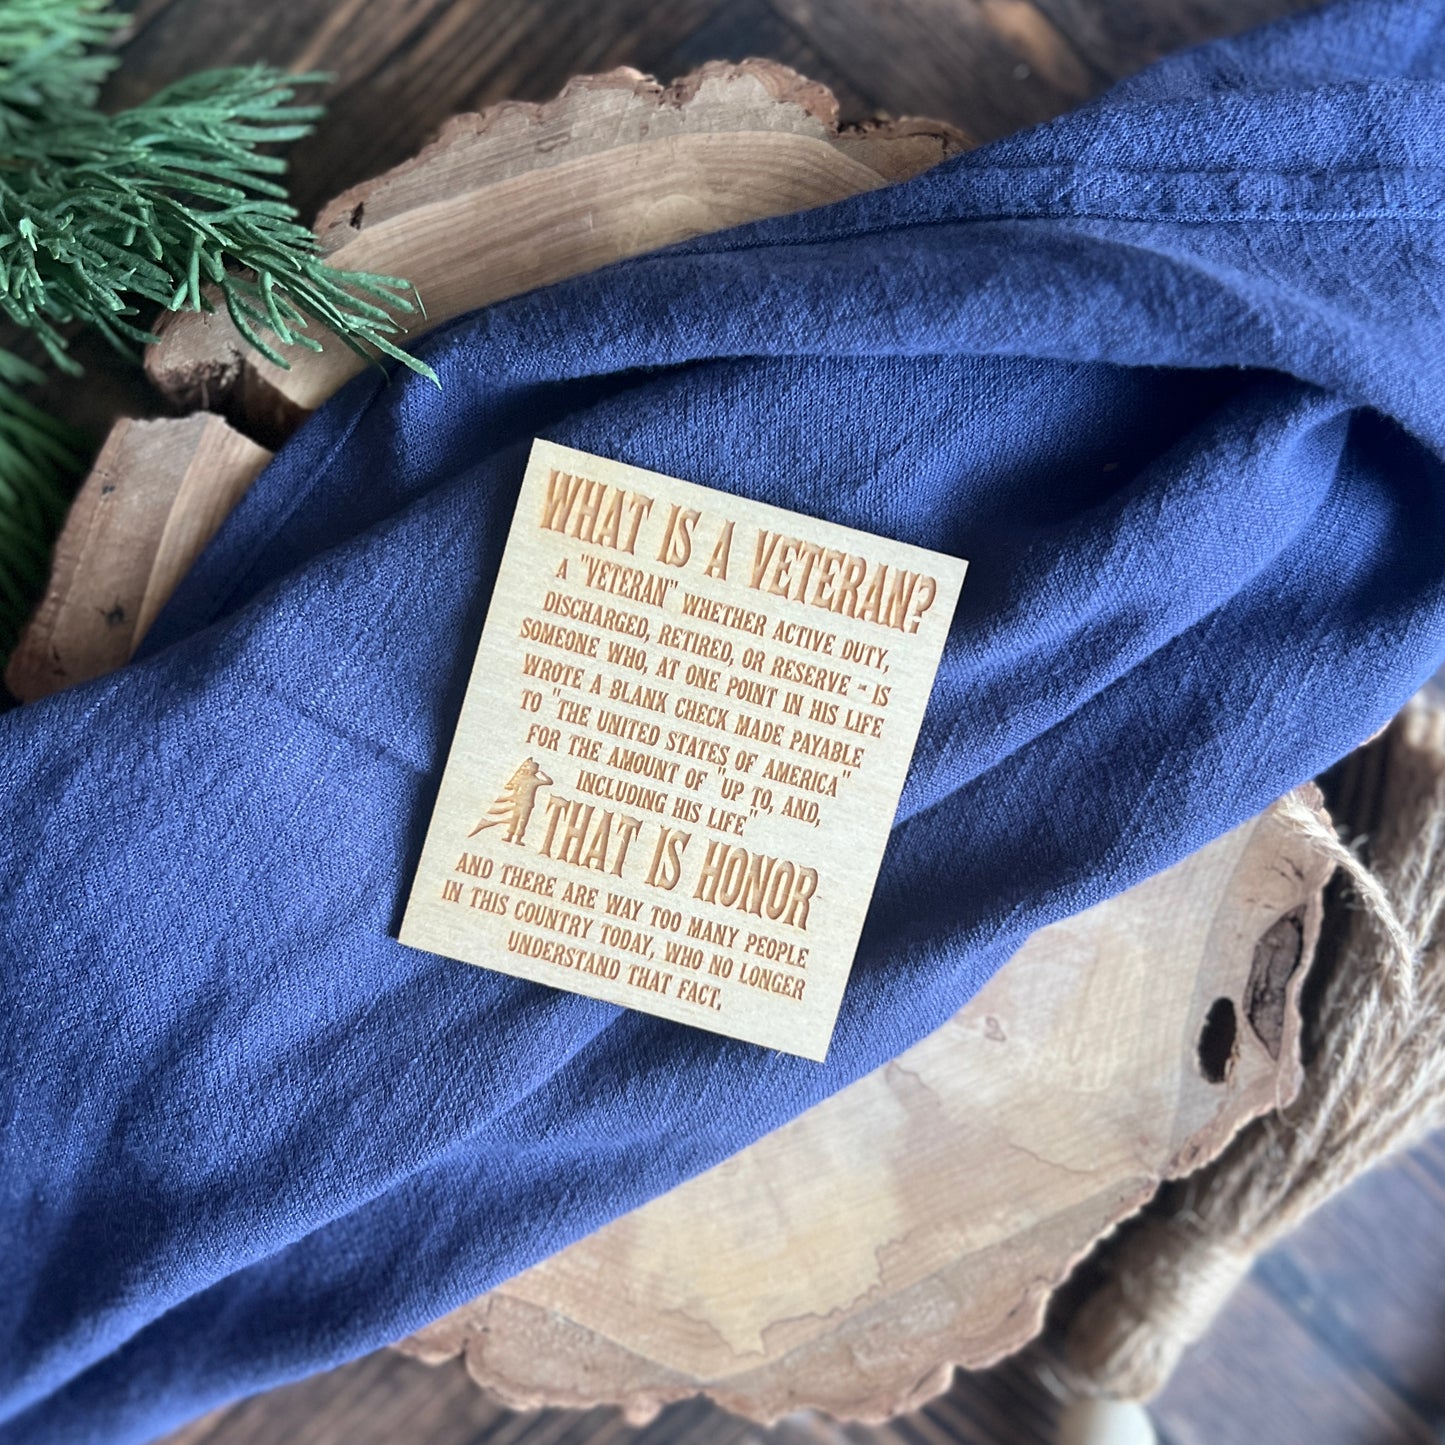 WHAT IS A VETERAN?
A "VETERAN" WHETHER ACTIVE DUTY,
DISCHARGED, RETIRED, OR RESERVE - IS
SOMEONE WHO, AT ONE POINT IN HIS LIFE
WROTE A BLANK CHECK MADE PAYABLE
TO "THE UNITED STATES OF AMERICA"
FOR THE AMOUNT OF "UP TO, AND,
INCLUDING HIS LIFE"
THAT IS HONOR
AND THERE ARE WAY TOO MANY PEOPLE
IN THIS COUNTRY TODAY, WHO NO LONGER
UNDERSTAND THAT FACT.